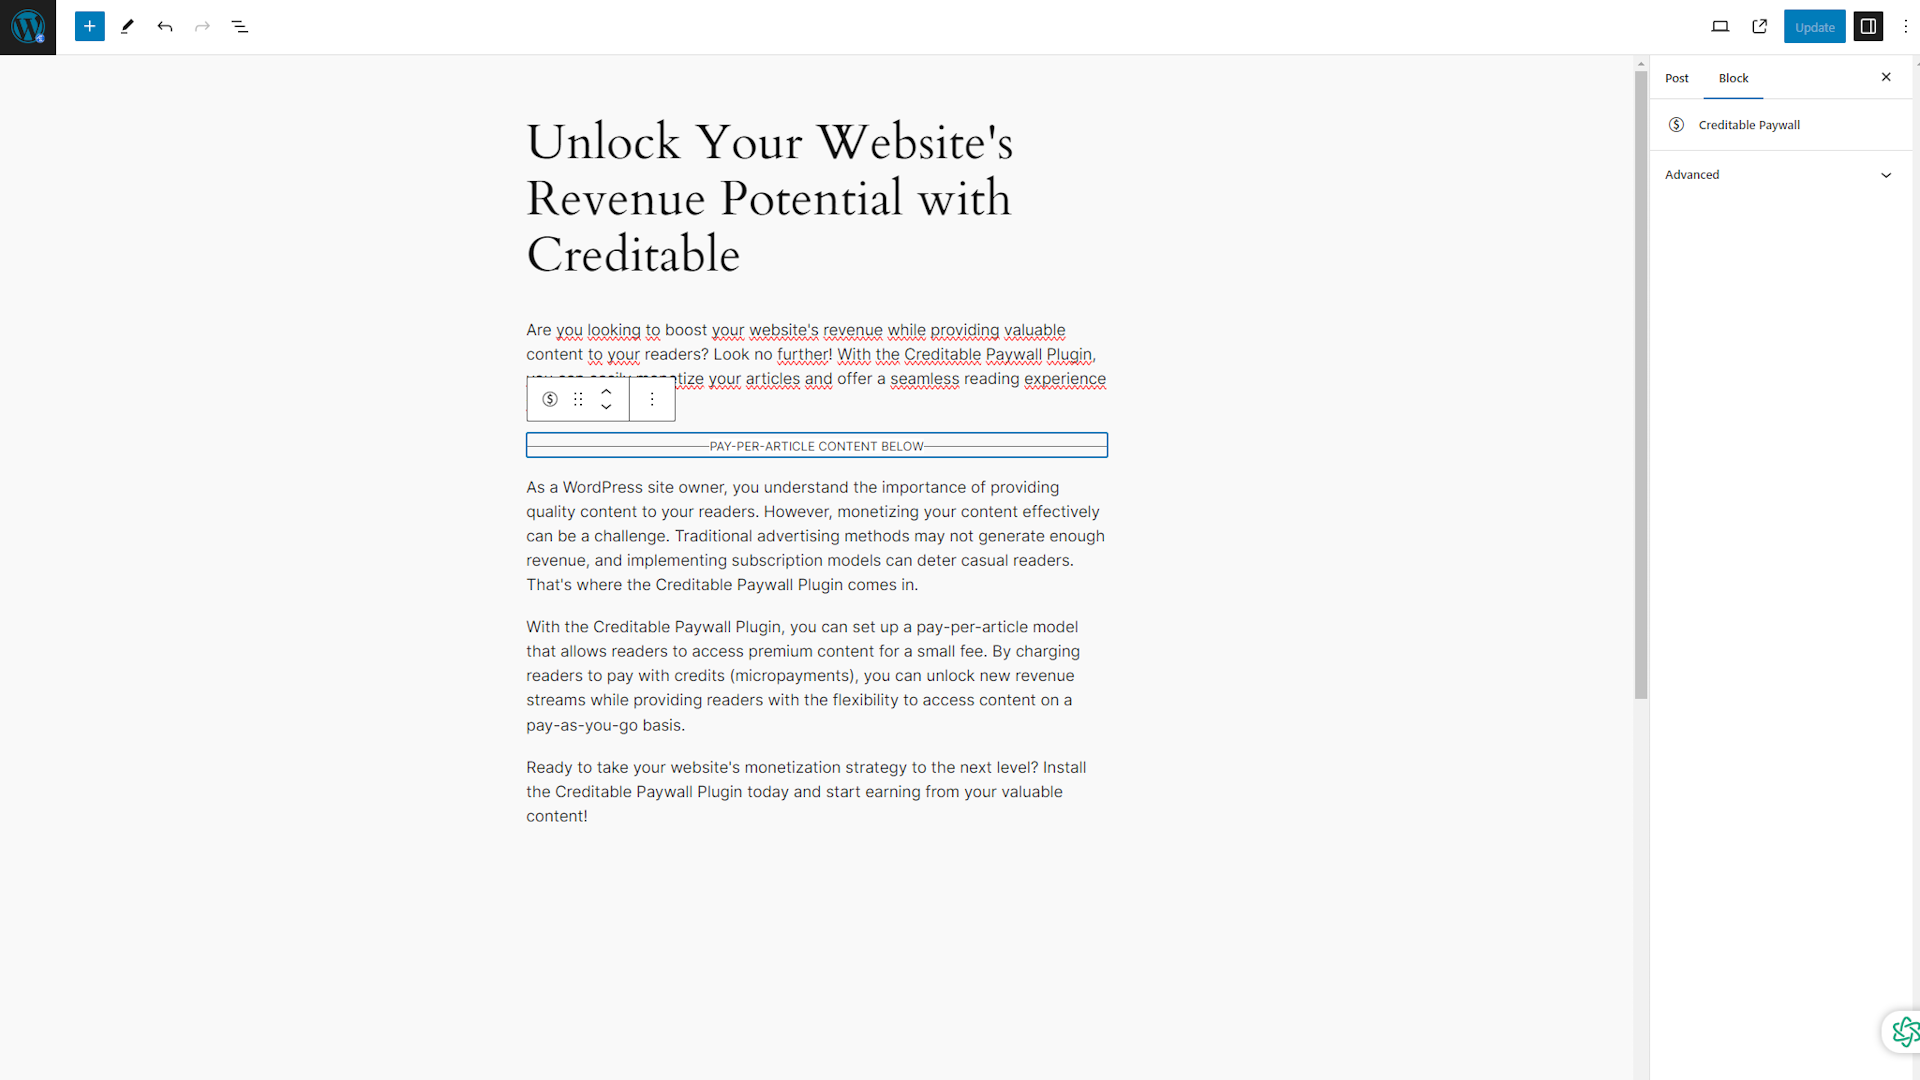 Update
Post
Block
Creditable Paywall
Advanced
Unlock Your Website's
Revenue Potential with
Creditable
Are you looking to boost your website's revenue while providing valuable
content to your readers? Look no further! With the Creditable Paywall Plugin,
your articles and offer a seamless reading experience
PAY-PER-ARTICLE CONTENT BELOW
As a WordPress site owner, you understand the importance of providing
quality content to your readers. However, monetizing your content effectively
can be a challenge. Traditional advertising methods may not generate enough
revenue, and implementing subscription models can deter casual readers.
That's where the Creditable Paywall Plugin comes in.
With the Creditable Paywall Plugin, you can set up a pay-per-article model
that allows readers to access premium content for a small fee. By charging
readers to pay with credits (micropayments), you can unlock new revenue
streams while providing readers with the flexibility to access content on a
pay-as-you-go basis.
Ready to take your website's monetization strategy to the next level? Install
the Creditable Paywall Plugin today and start earning from your valuable
content!